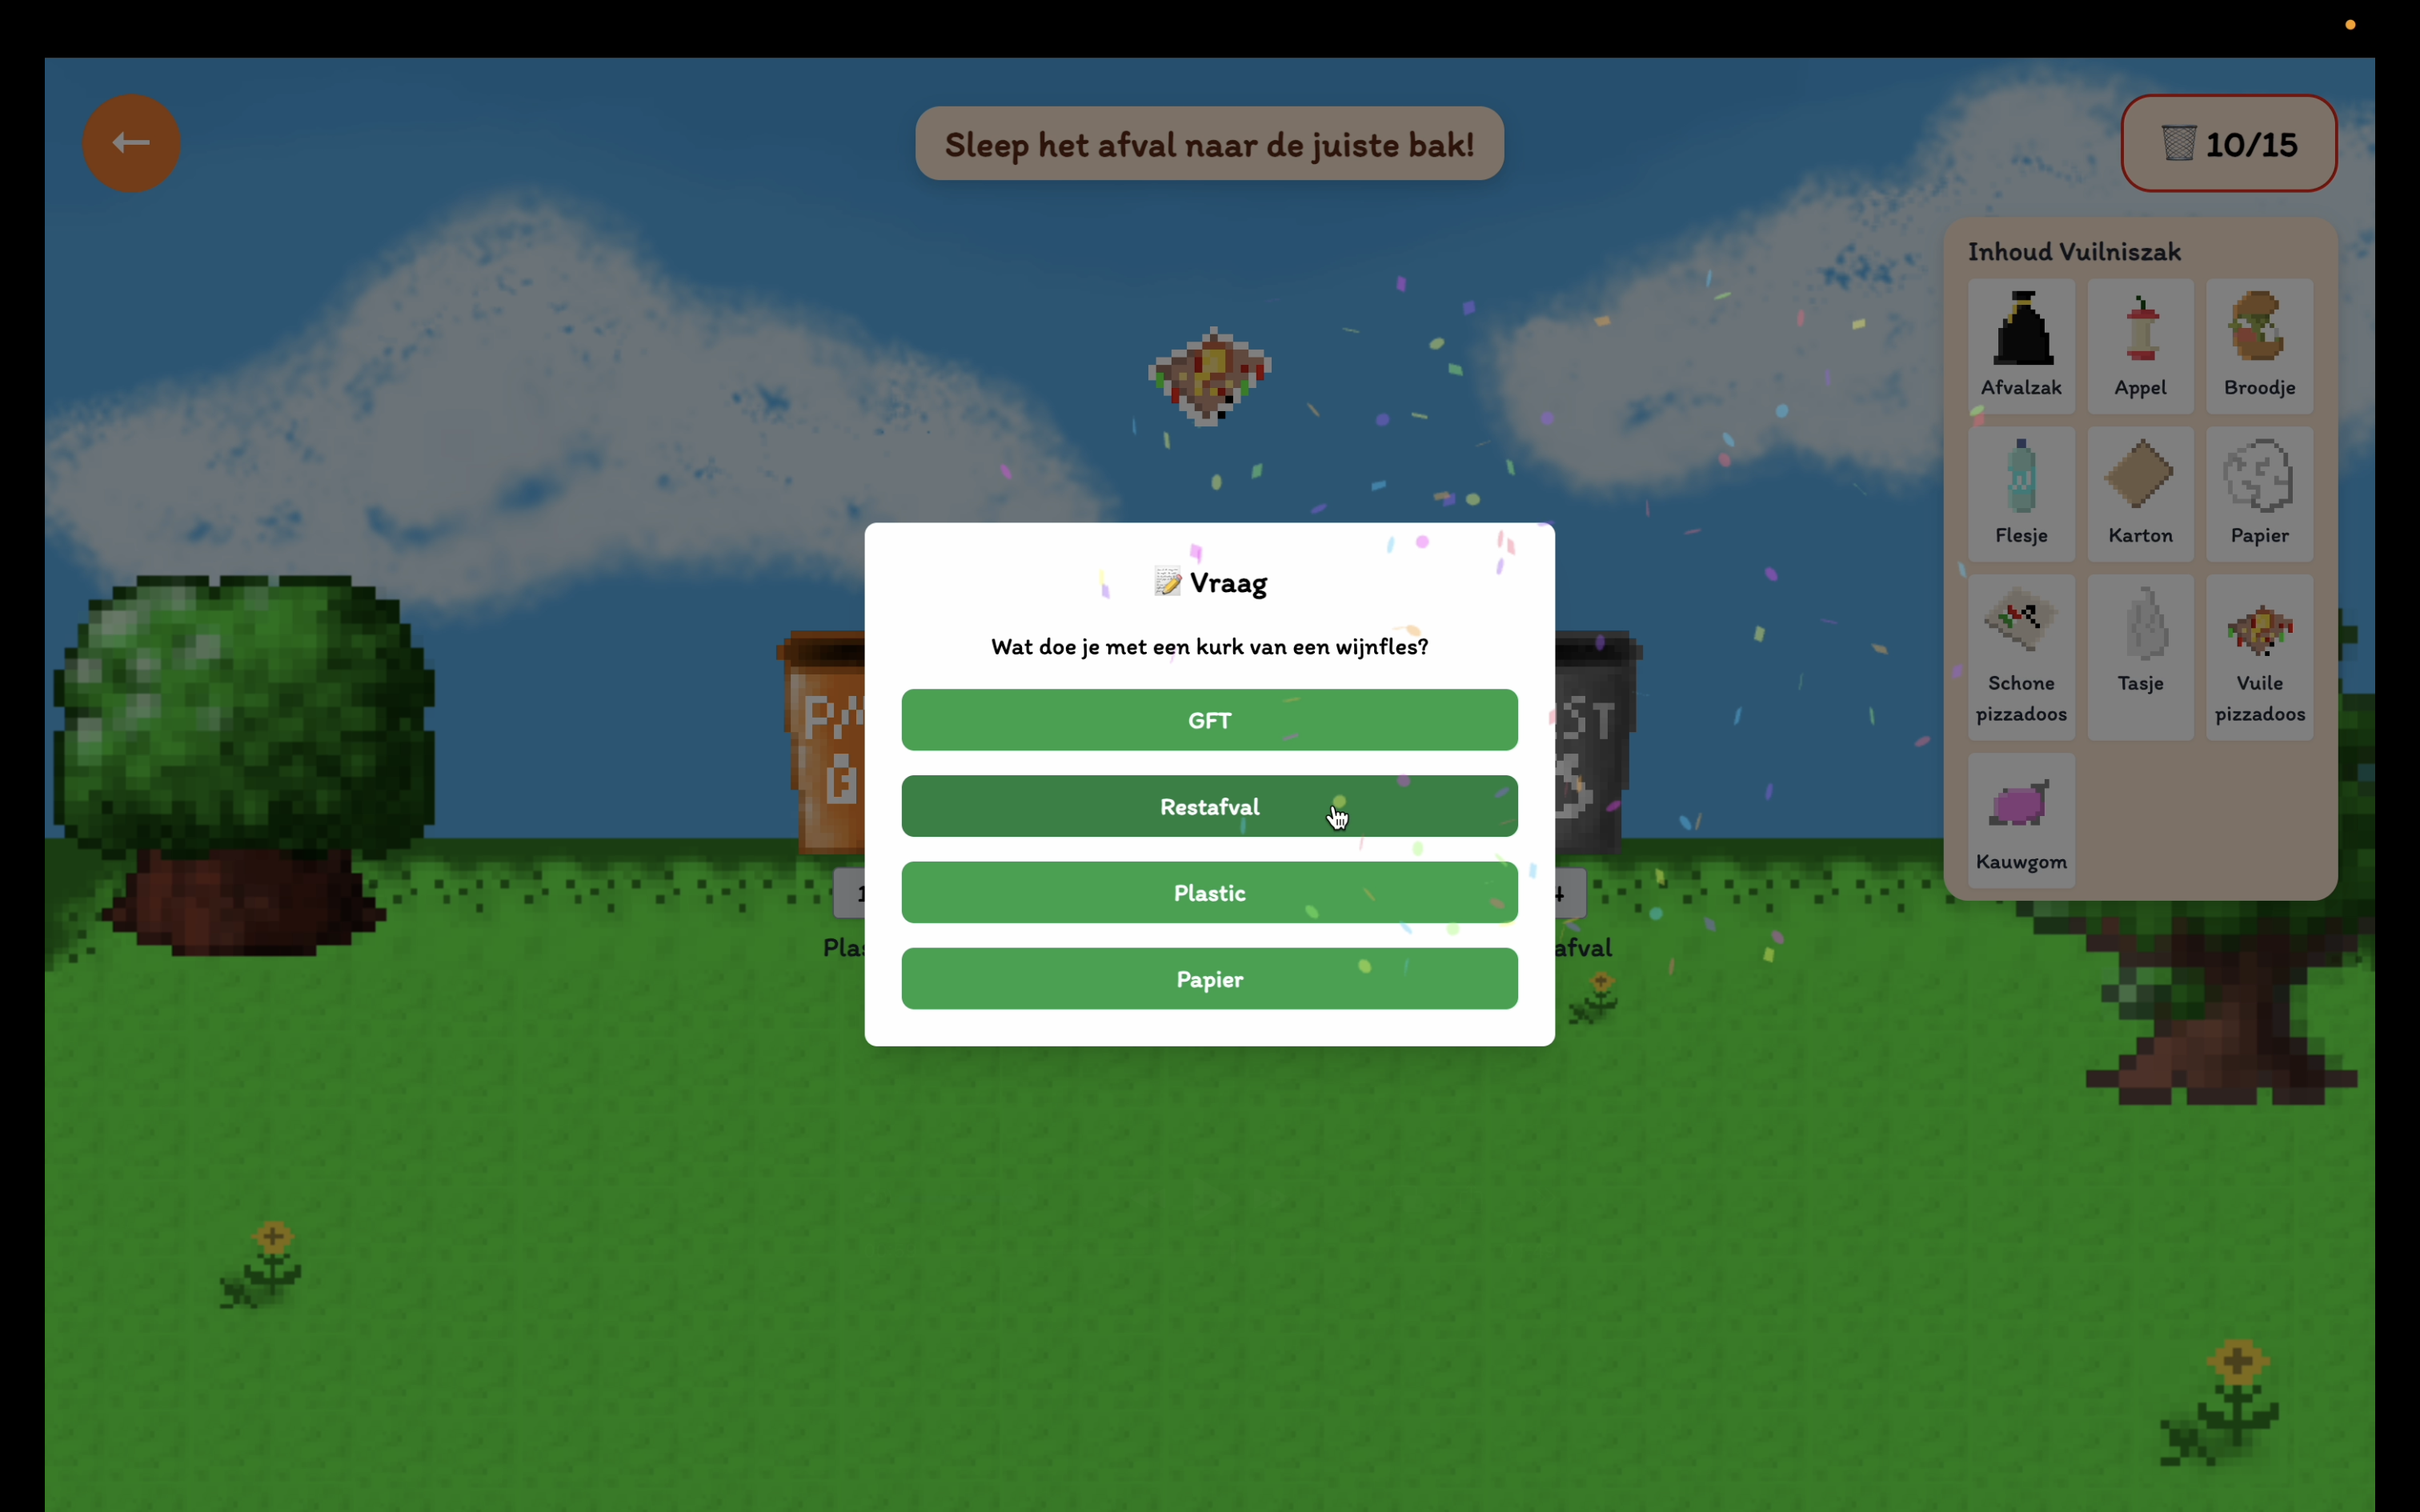 Sleep het afval naar de juiste bak!
10/15
Inhoud Vuilniszak
Afvalzak
Appel
Broodje
Flesje
Karton
Papier
Schone
pizzadoos
Tasje
Vuile
pizzadoos
Kauwgom
Vraag
Wat doe je met een kurk van een wijnfles?
GFT
Restafval
Plastic
Papier